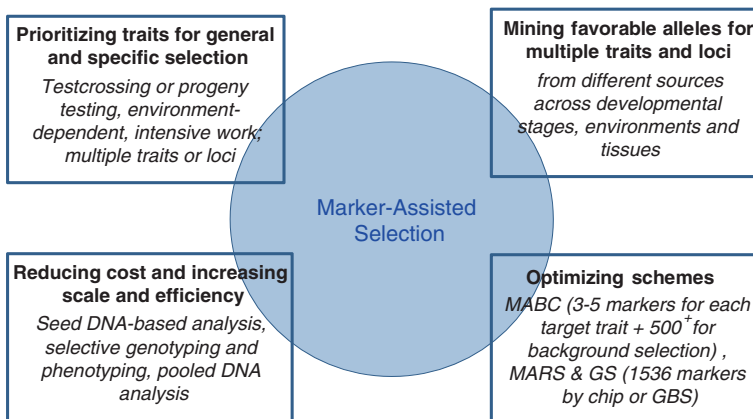 Prioritizing traits for general
and specific selection
Testcrossing or progeny
testing, environment-
dependent, intensive work;
multiple traits or loci
Mining favorable alleles for
multiple traits and loci
from different sources
across developmental
stages, environments and
tissues
Marker-Assisted
Selection
Reducing cost and increasing
scale and efficiency
Seed DNA-based analysis,
selective genotyping and
phenotyping, pooled DNA
analysis
Optimizing schemes
MABC (3-5 markers for each
target trait + 500⁺ for
background selection) ,
MARS & GS (1536 markers
by chip or GBS)